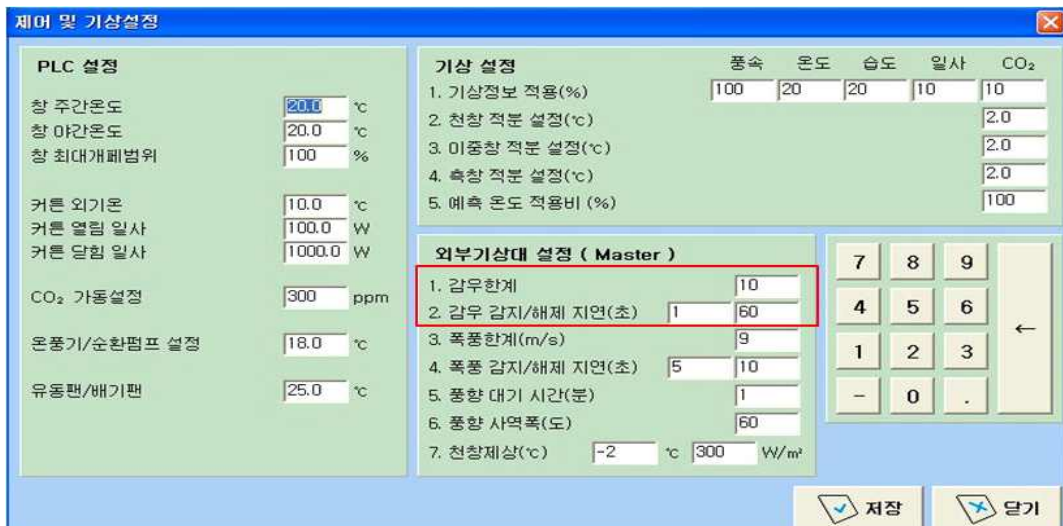 제어 및 기상설정
PLC 설정
창 주간온도 20.0 ℃
창 야간온도 20.0 ℃
창 최대개폐범위 100 %
커튼 외기온 10.0 ℃
커튼 열림 일사 100.0 W
커튼 닫힘 일사 1000.0 W
CO₂ 가동설정 300 ppm
온풍기/순환펌프 설정 18.0 ℃
유동팬/배기팬 25.0 ℃
기상 설정 풍속 온도 습도 일사 CO₂
1. 기상정보 적용(%) 100 20 20 10 10
2. 천창 적분 설정(℃) 2.0
3. 이중창 적분 설정(℃) 2.0
4. 측창 적분 설정(℃) 2.0
5. 예측 온도 적용비 (%) 100
외부기상대 설정 ( Master )
1. 감우한계 10
2. 감우 감지/해제 지연(초) 1 60
3. 폭풍한계(m/s) 9
4. 폭풍 감지/해제 지연(초) 5 10
5. 풍향 대기 시간(분) 1
6. 풍향 사역폭(도) 60
7. 천창제상(℃) -2 ℃ 300 W/m²
7 8 9
4 5 6 ←
1 2 3
- 0 .
저장 닫기